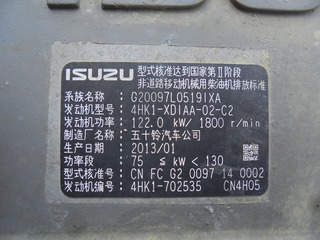 ISUZU 型式核准达到国家第Ⅱ阶段
非道路移动机械用柴油机排放标准
系族名称: G20097L0519IXA
发动机型号: 4HK1-XDIAA-02-C2
发动机功率: 122.0 kW/ 1800 r/min
制造厂: 五十铃汽车公司
生产日期: 2013/01
功率段: 75 ≤ kW < 130
型式核准号: CN FC G2 0097 14 0002
发动机编号: 4HK1-702535 CN4H05